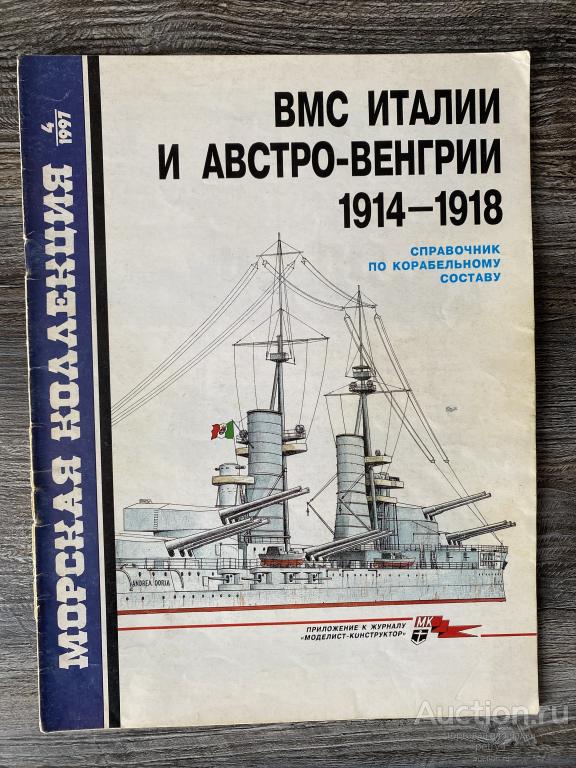 МОРСКАЯ КОЛЛЕКЦИЯ
4
1997
ВМС ИТАЛИИ
И АВСТРО-ВЕНГРИИ
1914—1918
СПРАВОЧНИК
ПО КОРАБЕЛЬНОМУ
СОСТАВУ
ANDREA DORIA
ПРИЛОЖЕНИЕ К ЖУРНАЛУ
«МОДЕЛИСТ-КОНСТРУКТОР»
МК
Auction.ru